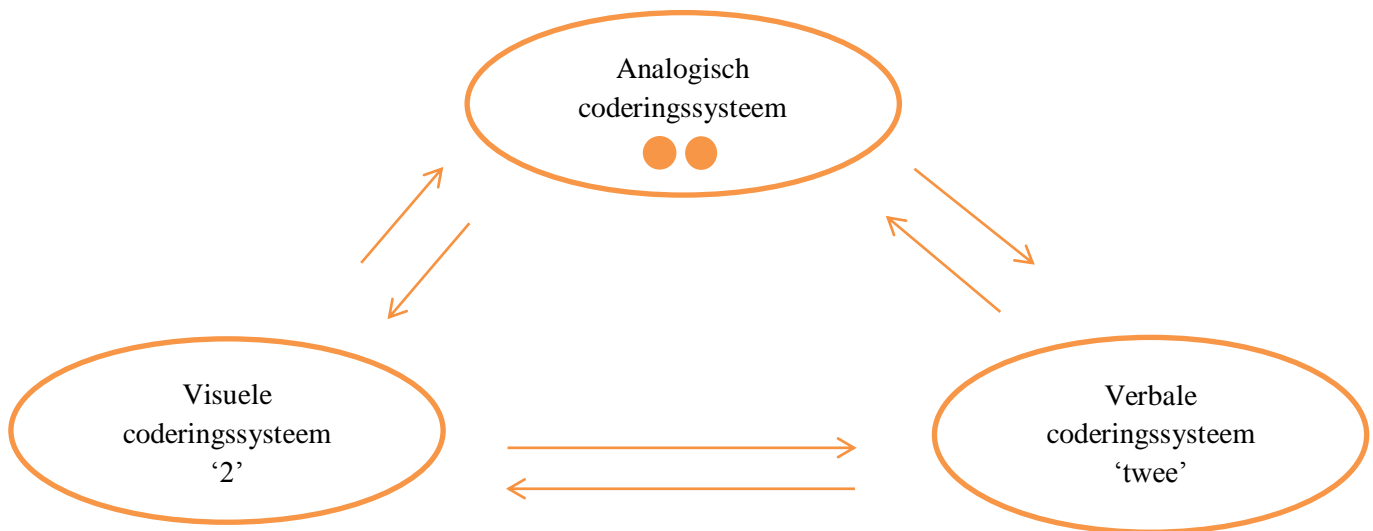 Analogisch
coderingssysteem
Visuele
coderingssysteem
‘2’
Verbale
coderingssysteem
‘twee’